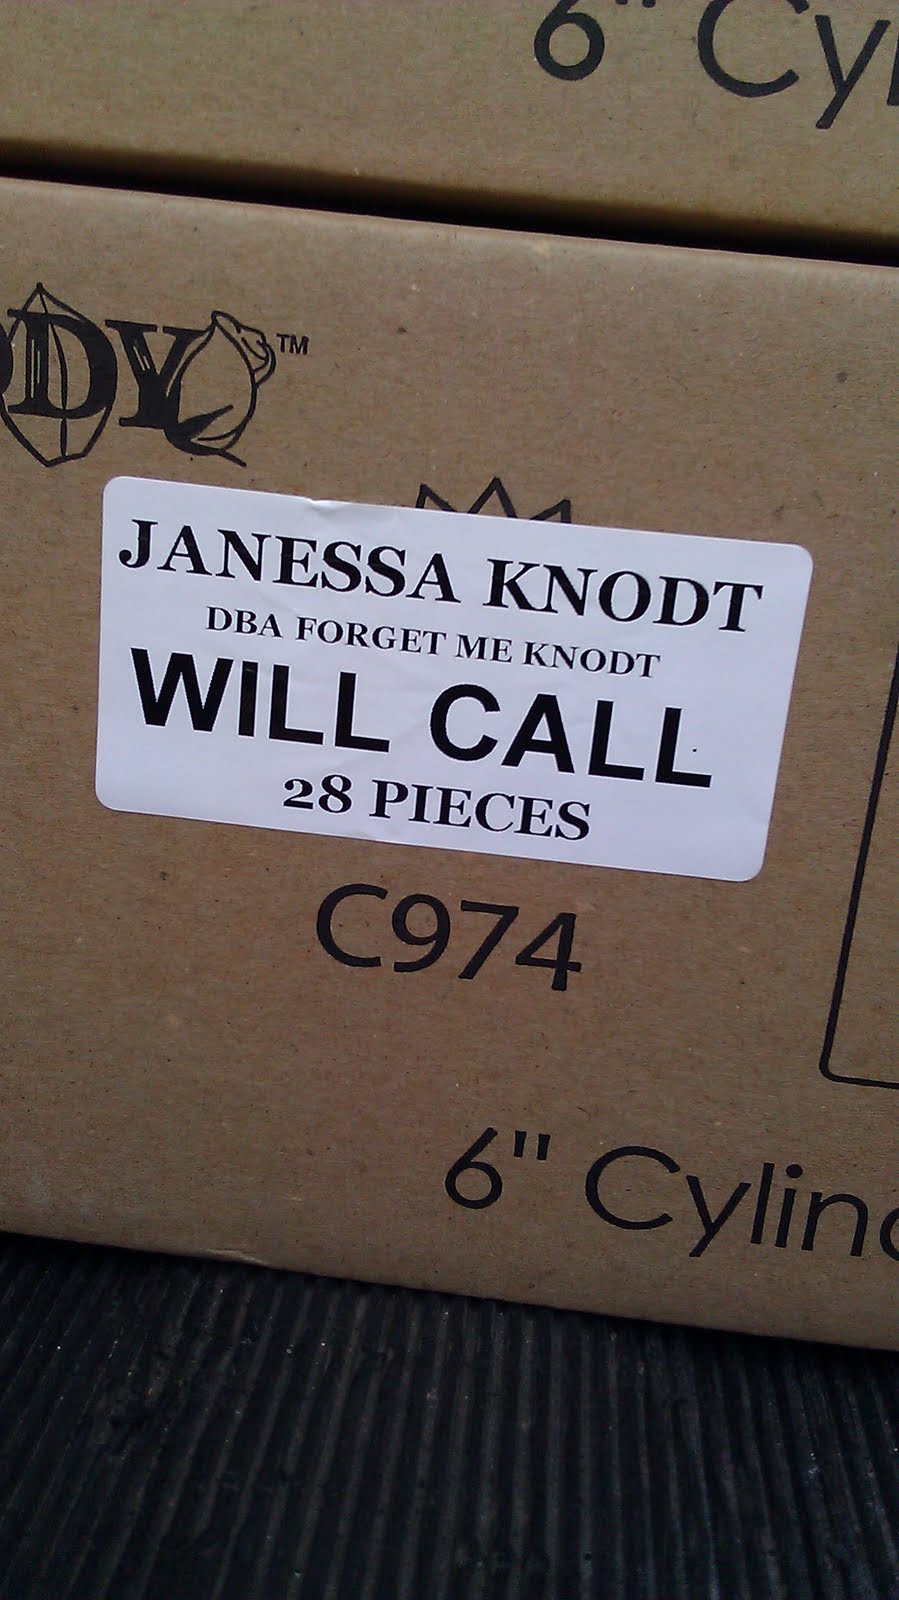 6" Cy
DY™
JANESSA KNODT
DBA FORGET ME KNODT
WILL CALL
28 PIECES
C974
6" Cylin